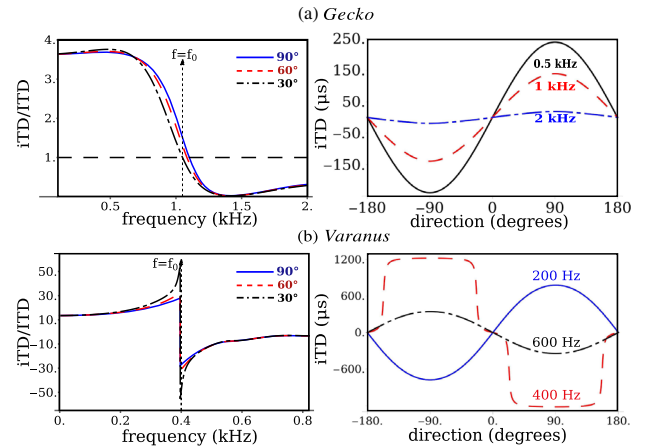 (a) Gecko
4.
3.
2.
1.
iTD/ITD
f=f0
90°
60°
30°
0.5
1.
1.5
2.
frequency (kHz)
250.
150.
50.
-50.
-150.
iTD (μs)
0.5 kHz
1 kHz
2 kHz
-180
-90
0.
90
180
direction (degrees)
(b) Varanus
50.
30.
10.
-10.
-30.
-50.
iTD/ITD
f=f0
90°
60°
30°
0.
0.2
0.4
0.6
0.8
frequency (kHz)
1200.
600.
0.
-600.
iTD (μs)
200 Hz
600 Hz
400 Hz
-180.
-90.
0.
90.
180.
direction (degrees)